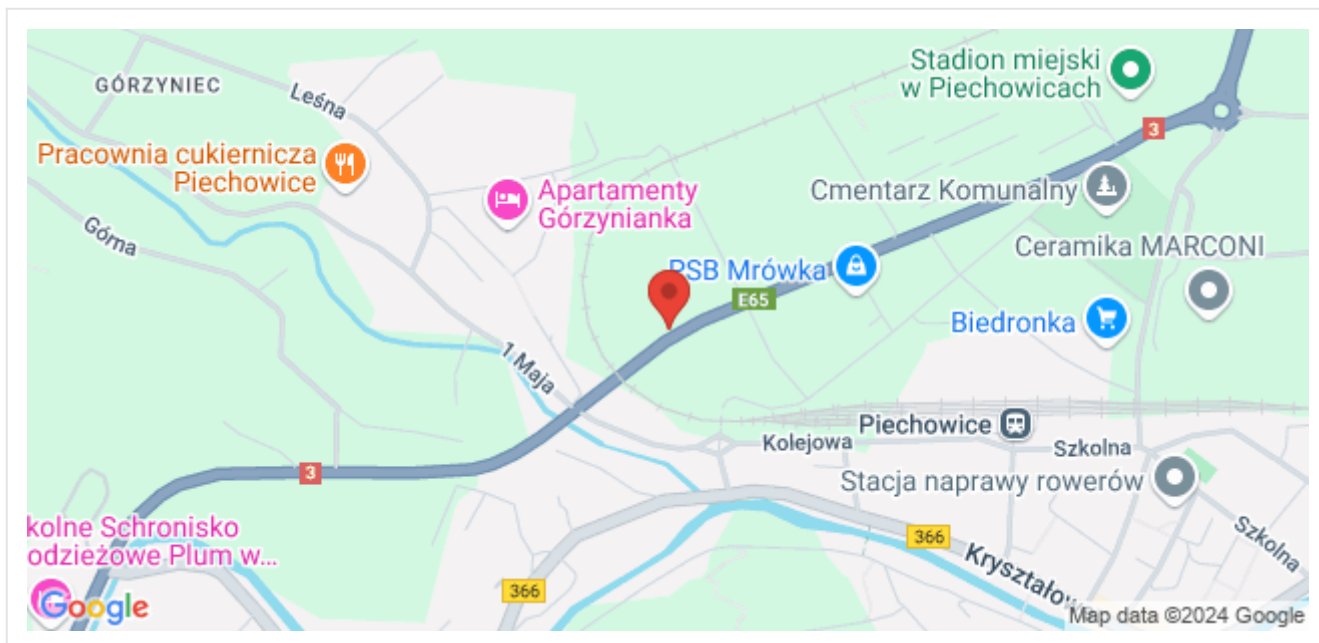 GÓRZYNIEC
Leśna
Stadion miejski
w Piechowicach
3
Pracownia cukiernicza
Piechowice
Apartamenty
Górzynianka
Cmentarz Komunalny
Górna
Ceramika MARCONI
PSB Mrówka
E65
Biedronka
1 Maja
Piechowice
Kolejowa
Szkolna
3
Stacja naprawy rowerów
kolne Schronisko
odzieżowe Plum w...
Szkolna
366
366
Kryształow
Google
Map data ©2024 Google